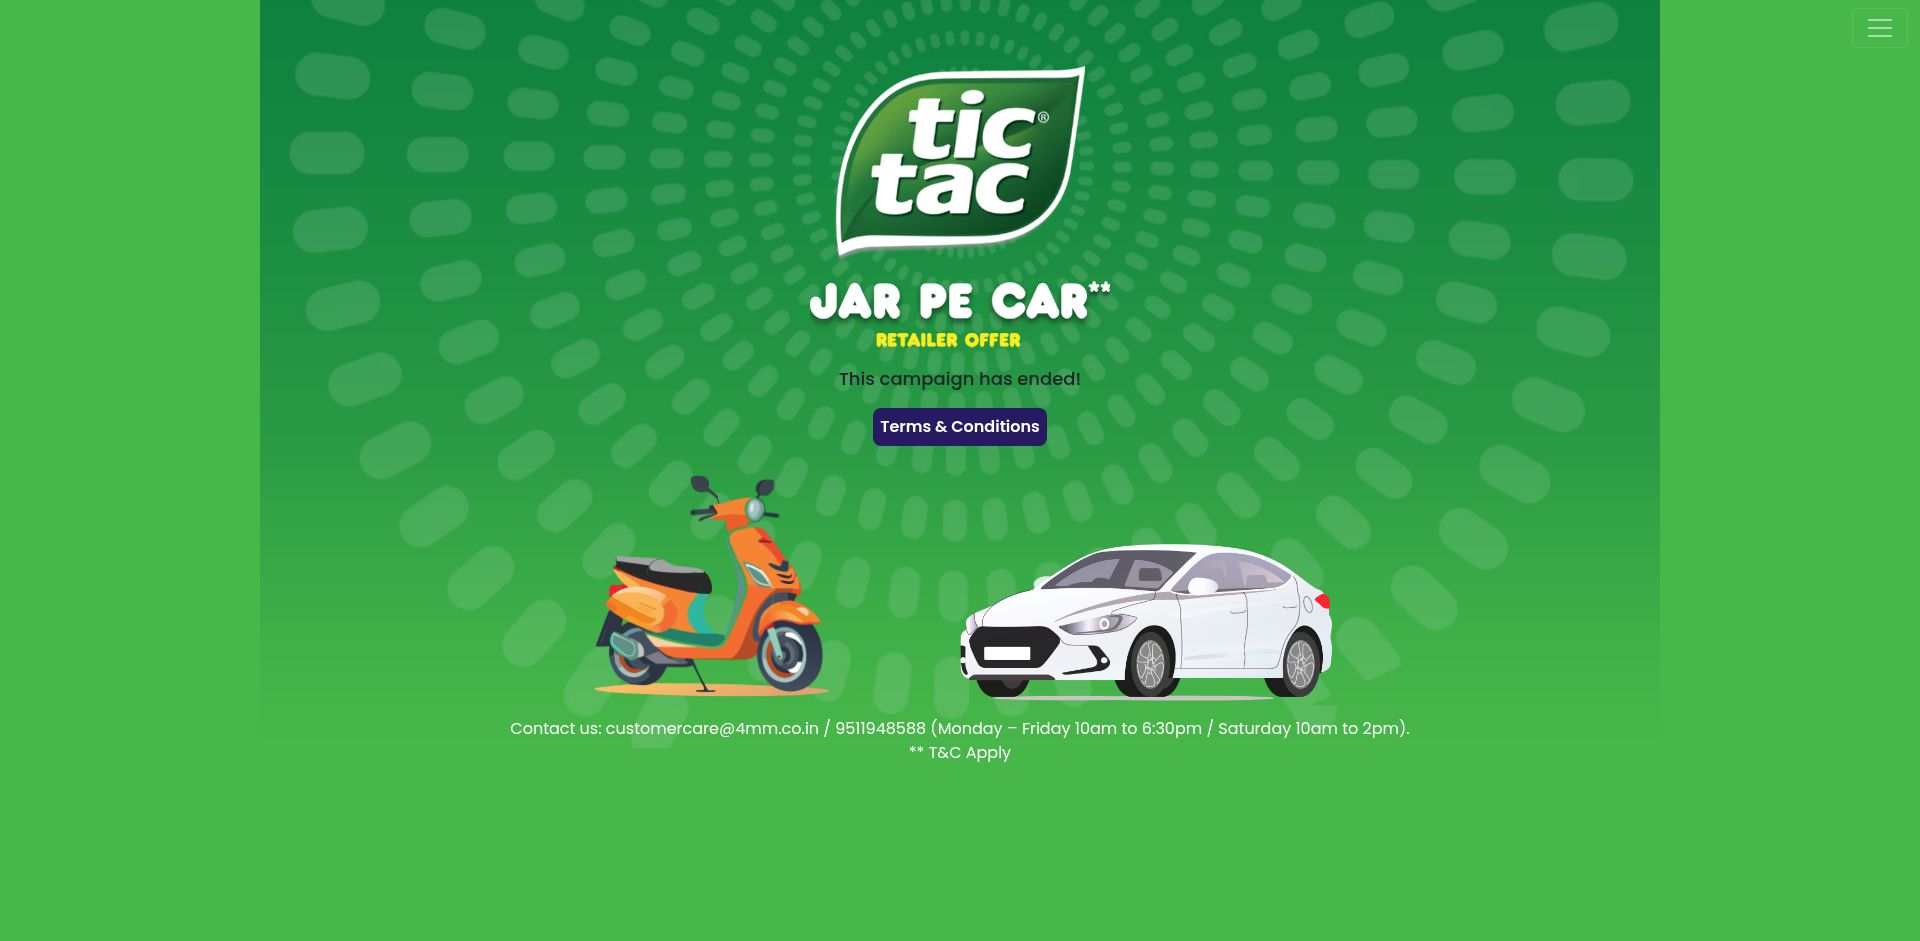 tic®
tac
JAR PE CAR**
RETAILER OFFER
This campaign has ended!
Terms & Conditions
Contact us: customercare@4mm.co.in / 9511948588 (Monday – Friday 10am to 6:30pm / Saturday 10am to 2pm).
** T&C Apply